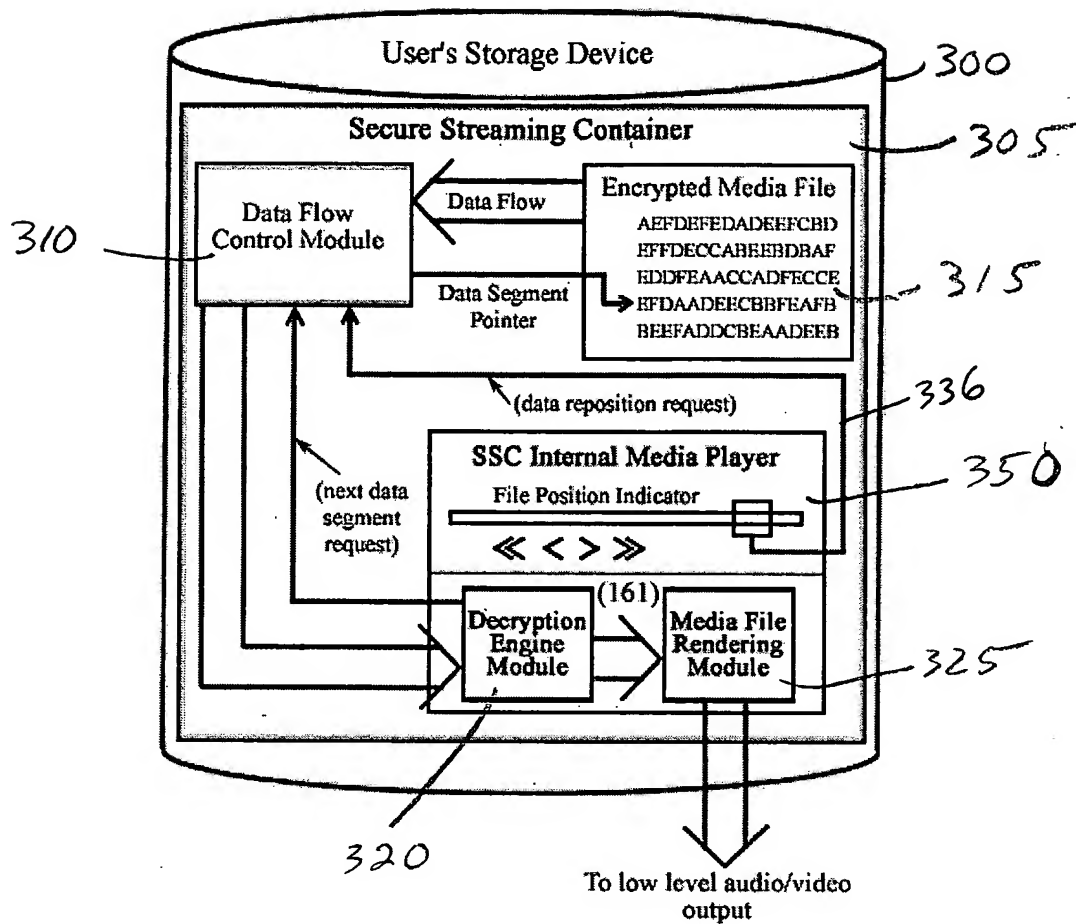 User's Storage Device
300
Secure Streaming Container
305
Data Flow
Control Module
310
Data Flow
Encrypted Media File
AEFDEFEDADEEFCBD
EFFDECCABEEBDBAF
EDDFEAACCADFECCE
EFDAADEECBBFEAFB
BEEFADDCBEAADEEB
315
Data Segment
Pointer
(data reposition request)
336
SSC Internal Media Player
350
File Position Indicator
≪ < > ≫
(next data
segment
request)
(161)
Decryption
Engine
Module
Media File
Rendering
Module
325
320
To low level audio/video
output